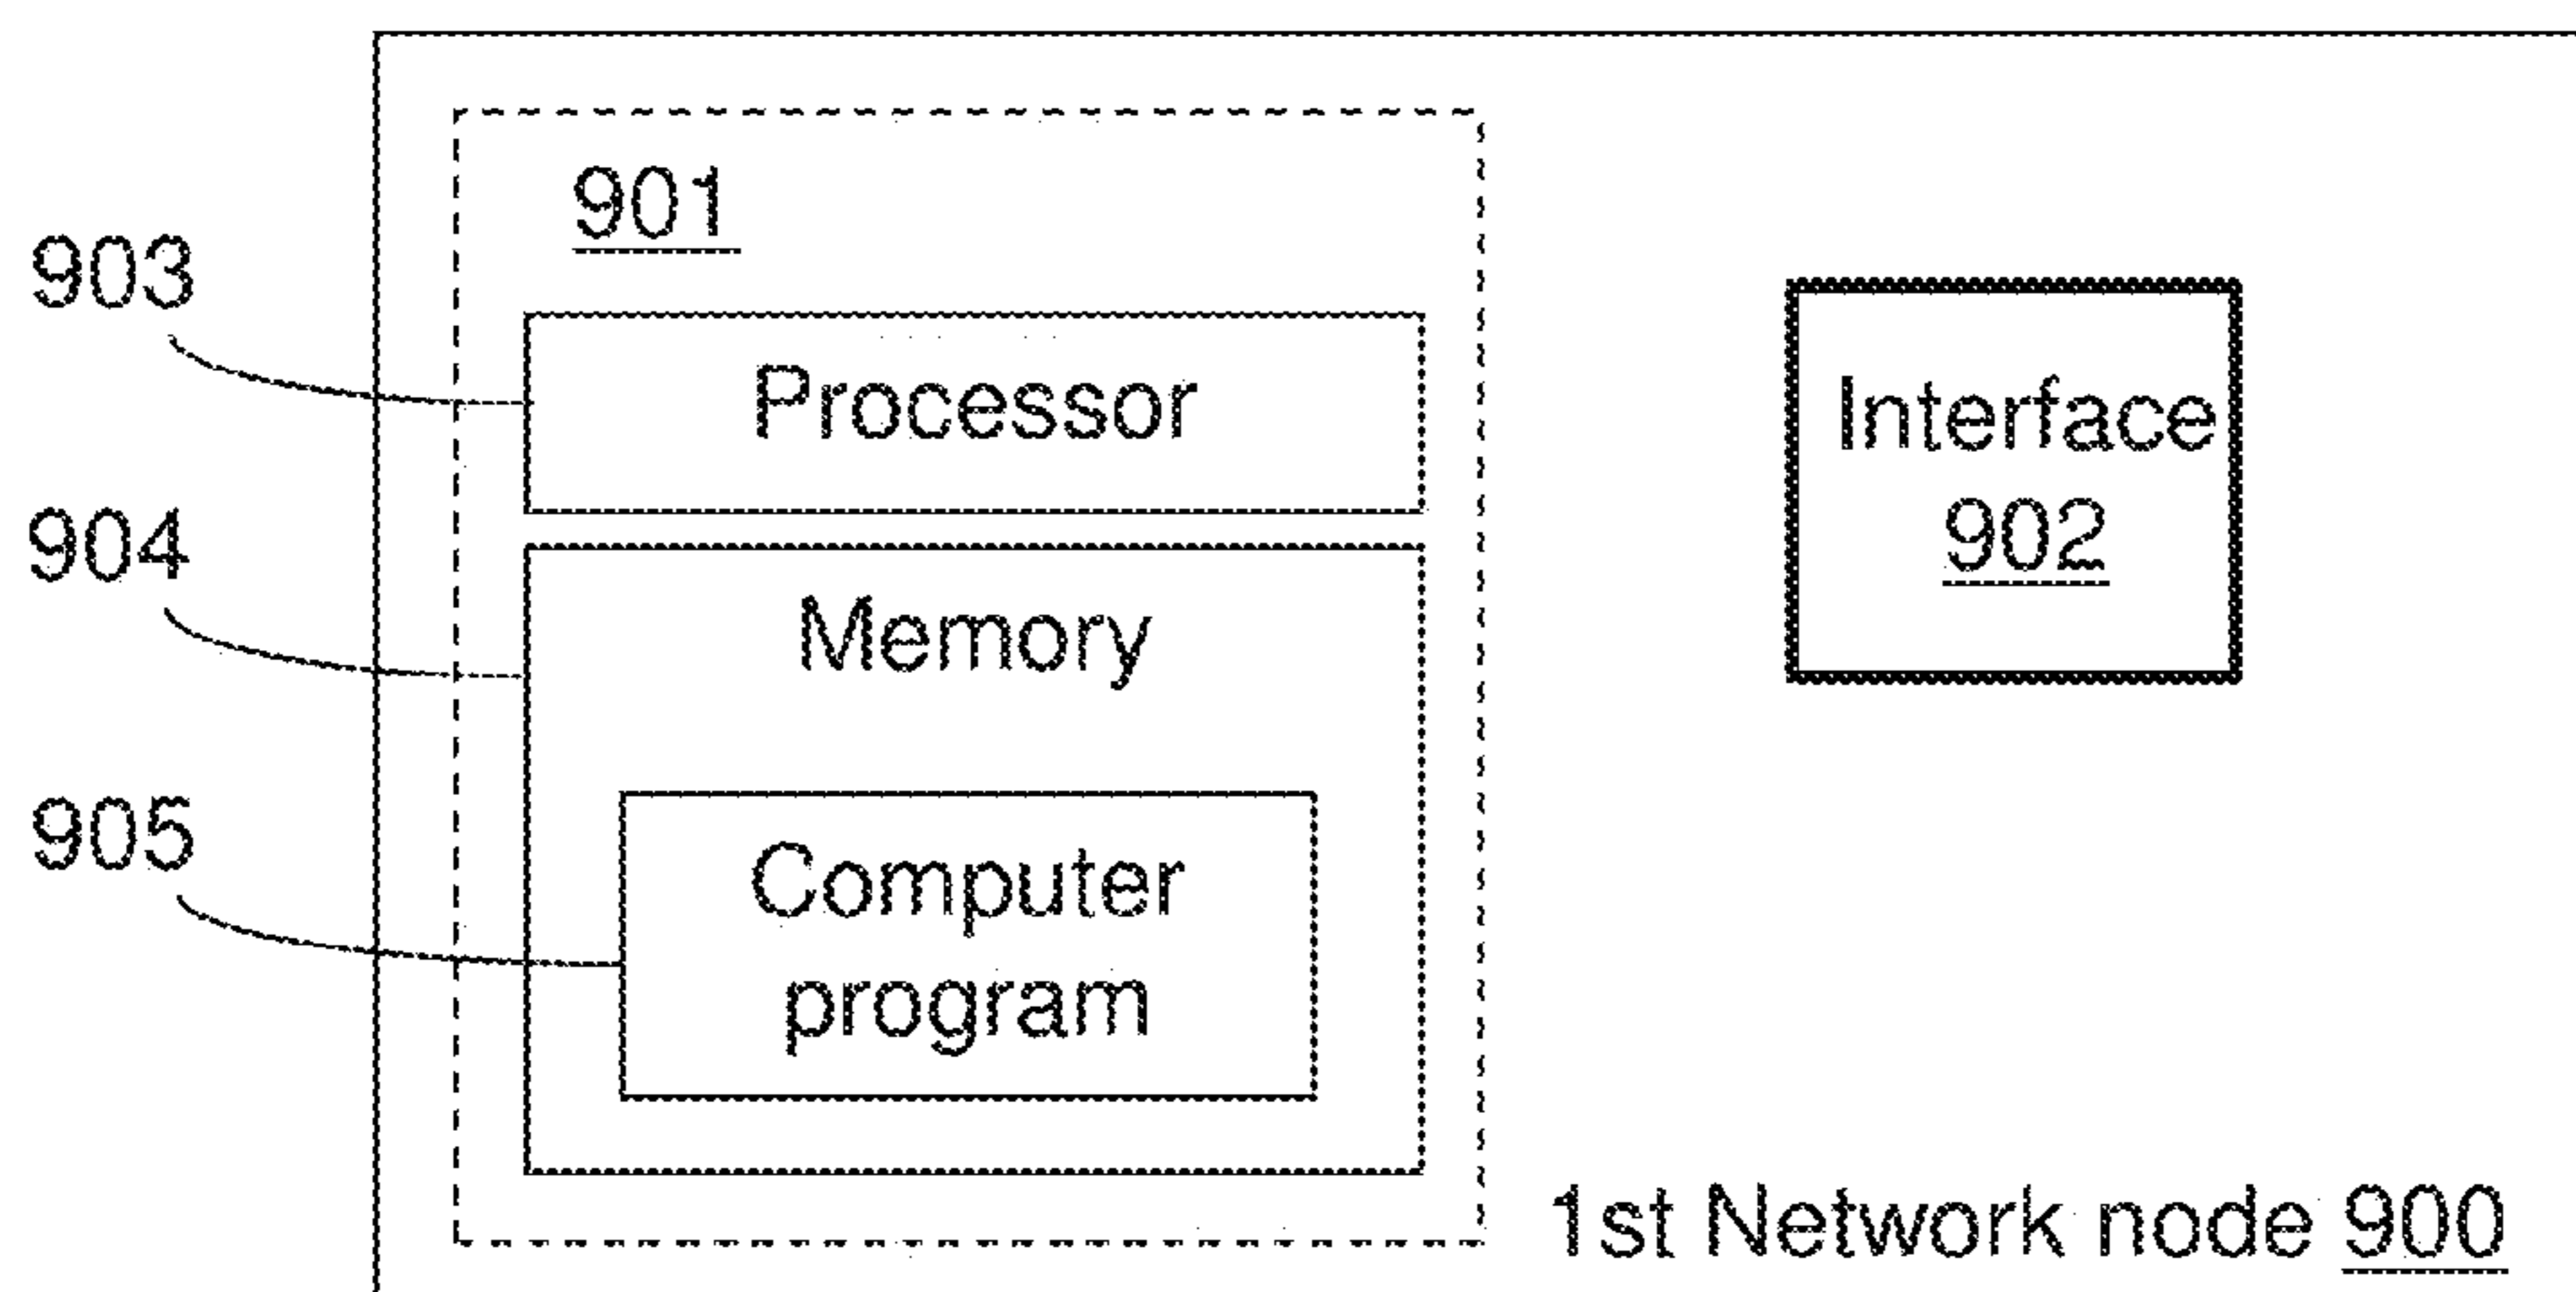 901
903
Processor
Interface
902
904
Memory
905
Computer
program
1st Network node 900